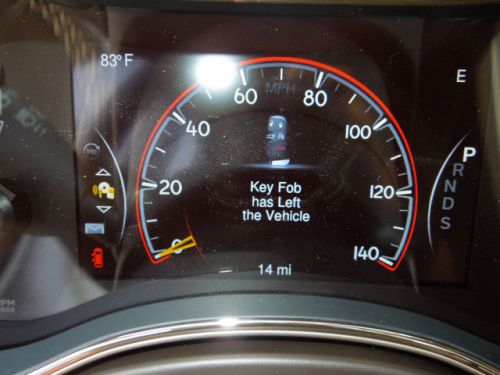 83° F
E
60
MPH
80
40
100
20
120
0
140
Key Fob
has Left
the Vehicle
P
R
N
D
S
14 mi